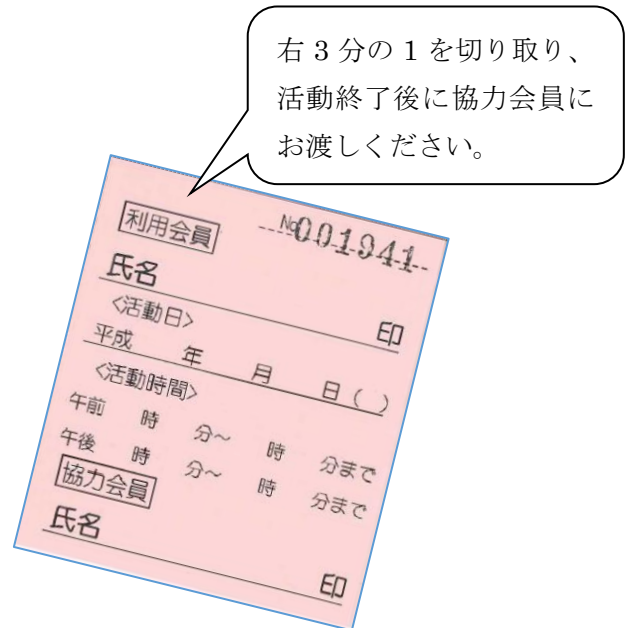 右 3 分の 1 を切り取り、
活動終了後に協力会員に
お渡しください。
利用会員 №001941
氏名 印
〈活動日〉
平成 年 月 日( )
〈活動時間〉
午前 時 分～ 時 分まで
午後 時 分～ 時 分まで
協力会員
氏名 印